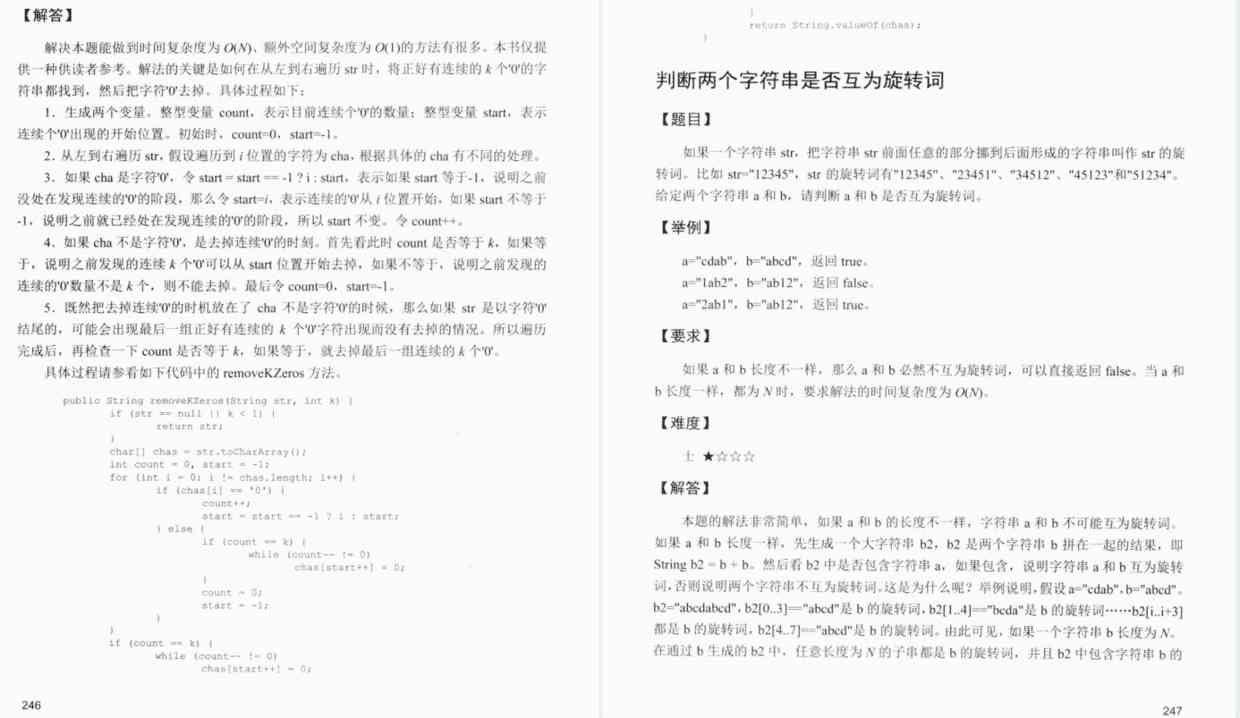 【解答】
解决本题能做到时间复杂度为 O(N)、额外空间复杂度为 O(1)的方法有很多。本书仅提
供一种供读者参考。解法的关键是如何在从左到右遍历 str 时，将正好有连续的 k 个'0'的字
符串都找到，然后把字符'0'去掉。具体过程如下：
1．生成两个变量。整型变量 count，表示目前连续个'0'的数量；整型变量 start，表示
连续个'0'出现的开始位置。初始时，count=0，start=-1。
2．从左到右遍历 str，假设遍历到 i 位置的字符为 cha，根据具体的 cha 有不同的处理。
3．如果 cha 是字符'0'，令 start = start == -1 ? i : start，表示如果 start 等于-1，说明之前
没处在发现连续的'0'的阶段，那么令 start=i，表示连续的'0'从 i 位置开始，如果 start 不等于
-1，说明之前就已经处在发现连续的'0'的阶段，所以 start 不变。令 count++。
4．如果 cha 不是字符'0'，是去掉连续'0'的时刻。首先看此时 count 是否等于 k，如果等
于，说明之前发现的连续 k 个'0'可以从 start 位置开始去掉，如果不等于，说明之前发现的
连续的'0'数量不是 k 个，则不能去掉。最后令 count=0，start=-1。
5．既然把去掉连续'0'的时机放在了 cha 不是字符'0'的时候，那么如果 str 是以字符'0'
结尾的，可能会出现最后一组正好有连续的 k 个'0'字符出现而没有去掉的情况。所以遍历
完成后，再检查一下 count 是否等于 k，如果等于，就去掉最后一组连续的 k 个'0'。
具体过程请参看如下代码中的 removeKZeros 方法。
public String removeKZeros(String str, int k) {
if (str == null || k < 1) {
return str;
}
char[] chas = str.toCharArray();
int count = 0, start = -1;
for (int i = 0; i != chas.length; i++) {
if (chas[i] == '0') {
count++;
start = start == -1 ? i : start;
} else {
if (count == k) {
while (count-- != 0)
chas[start++] = 0;
}
count = 0;
start = -1;
}
}
if (count == k) {
while (count-- != 0)
chas[start++] = 0;
246
}
return String.valueOf(chas);
}
判断两个字符串是否互为旋转词
【题目】
如果一个字符串 str，把字符串 str 前面任意的部分挪到后面形成的字符串叫作 str 的旋
转词。比如 str="12345"，str 的旋转词有"12345"、"23451"、"34512"、"45123"和"51234"。
给定两个字符串 a 和 b，请判断 a 和 b 是否互为旋转词。
【举例】
a="cdab"，b="abcd"，返回 true。
a="1ab2"，b="ab12"，返回 false。
a="2ab1"，b="ab12"，返回 true。
【要求】
如果 a 和 b 长度不一样，那么 a 和 b 必然不互为旋转词，可以直接返回 false。当 a 和
b 长度一样，都为 N 时，要求解法的时间复杂度为 O(N)。
【难度】
士 ★☆☆☆
【解答】
本题的解法非常简单，如果 a 和 b 的长度不一样，字符串 a 和 b 不可能互为旋转词。
如果 a 和 b 长度一样，先生成一个大字符串 b2，b2 是两个字符串 b 拼在一起的结果，即
String b2 = b + b。然后看 b2 中是否包含字符串 a，如果包含，说明字符串 a 和 b 互为旋转
词，否则说明两个字符串不互为旋转词。这是为什么呢？举例说明，假设 a="cdab"，b="abcd"。
b2="abcdabcd"，b2[0..3]=="abcd"是 b 的旋转词，b2[1..4]=="bcda"是 b 的旋转词……b2[i..i+3]
都是 b 的旋转词，b2[4..7]=="abcd"是 b 的旋转词。由此可见，如果一个字符串 b 长度为 N。
在通过 b 生成的 b2 中，任意长度为 N 的子串都是 b 的旋转词，并且 b2 中包含字符串 b 的
247